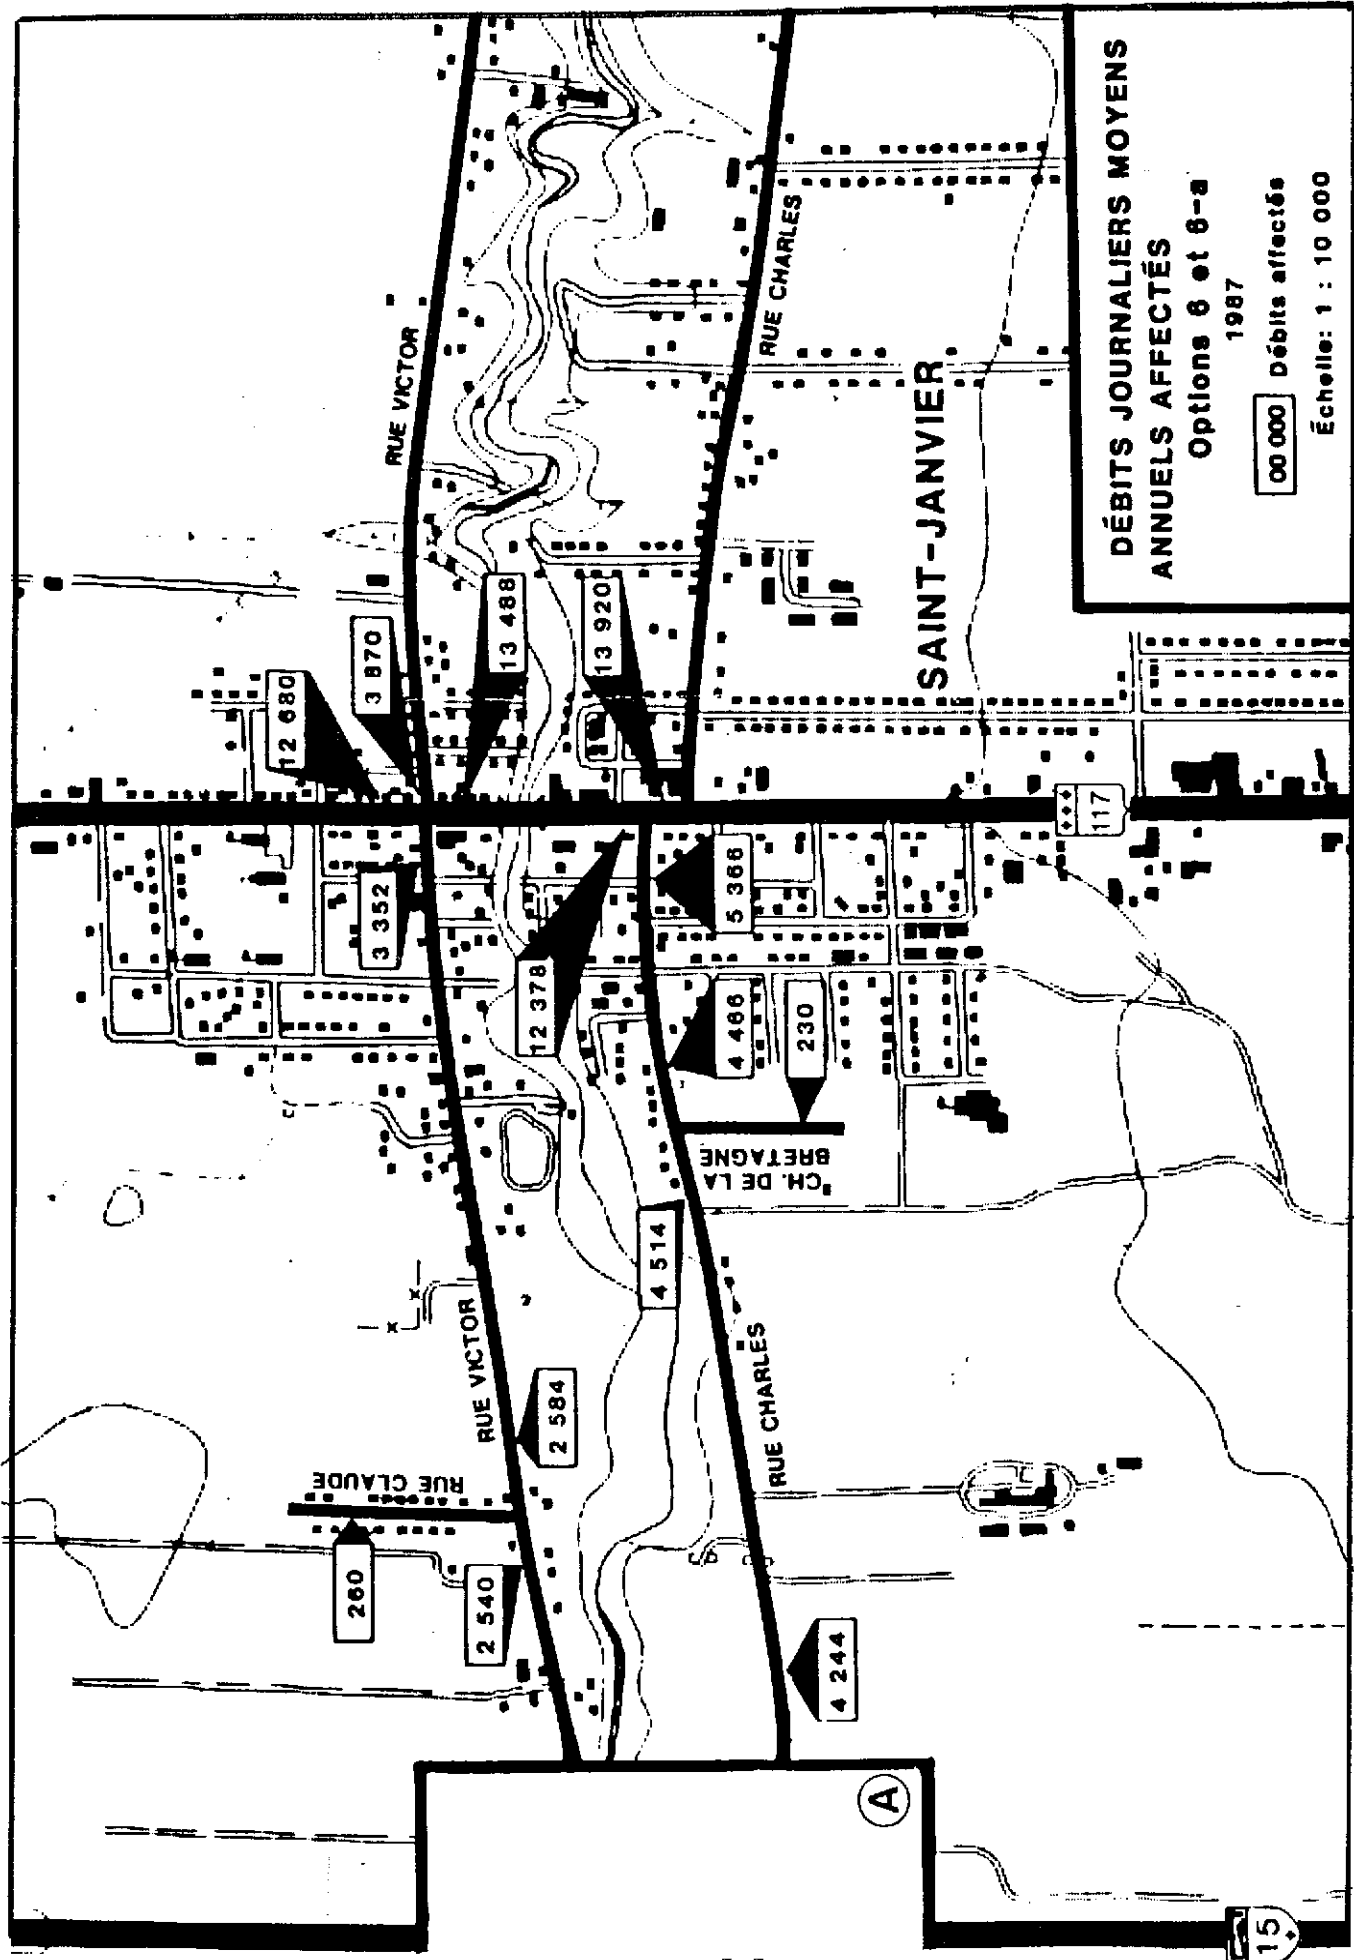 RUE VICTOR
12 680
3 870
13 488
13 920
RUE CHARLES
SAINT-JANVIER
3 352
12 378
5 366
4 466
230
"CH. DE LA
BRETAGNE
117
4 514
RUE VICTOR
2 584
RUE CLAUDE
260
2 540
RUE CHARLES
4 244
A
15
DÉBITS JOURNALIERS MOYENS
ANNUELS AFFECTÉS
Options 6 et 6-a
1987
00 000 Débits affectés
Échelle: 1 : 10 000